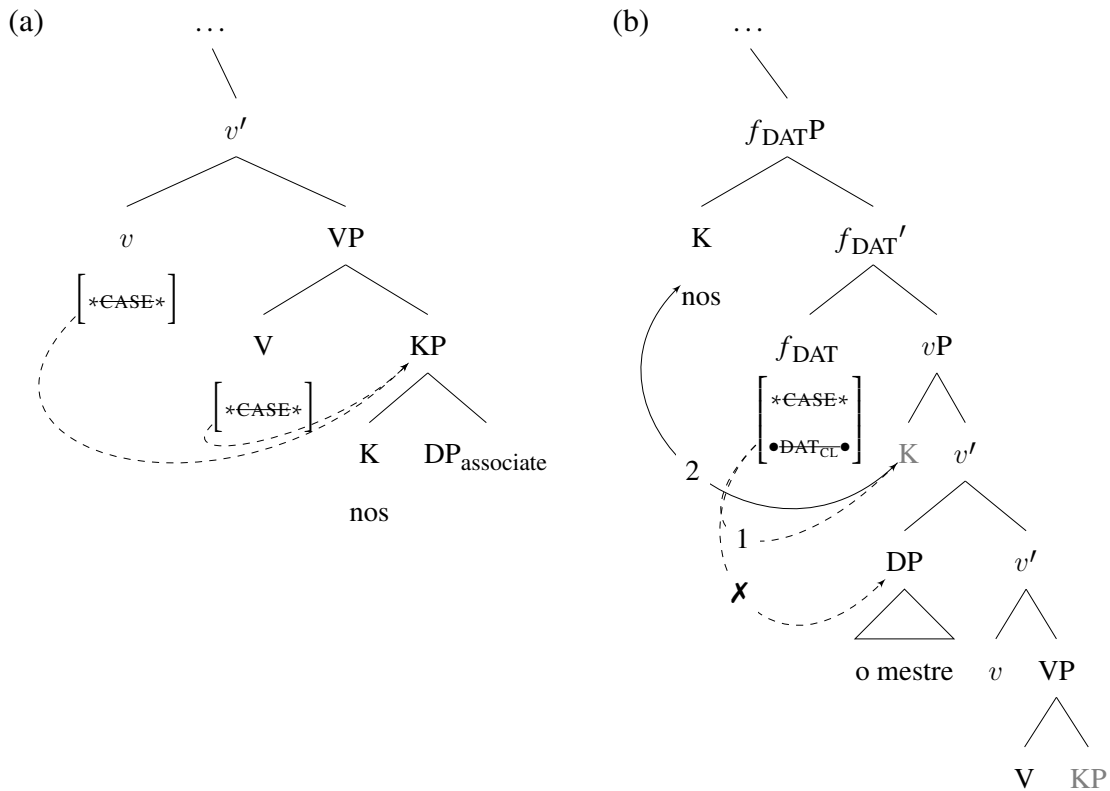 (a)
…
v′
v VP
[*CASE*]
V KP
[*CASE*]
K DPassociate
nos
(b)
…
fDATP
K fDAT′
nos
fDAT vP
[*CASE*
●DATCL●]
K v′
2
1
DP v′
✗
o mestre v VP
V KP